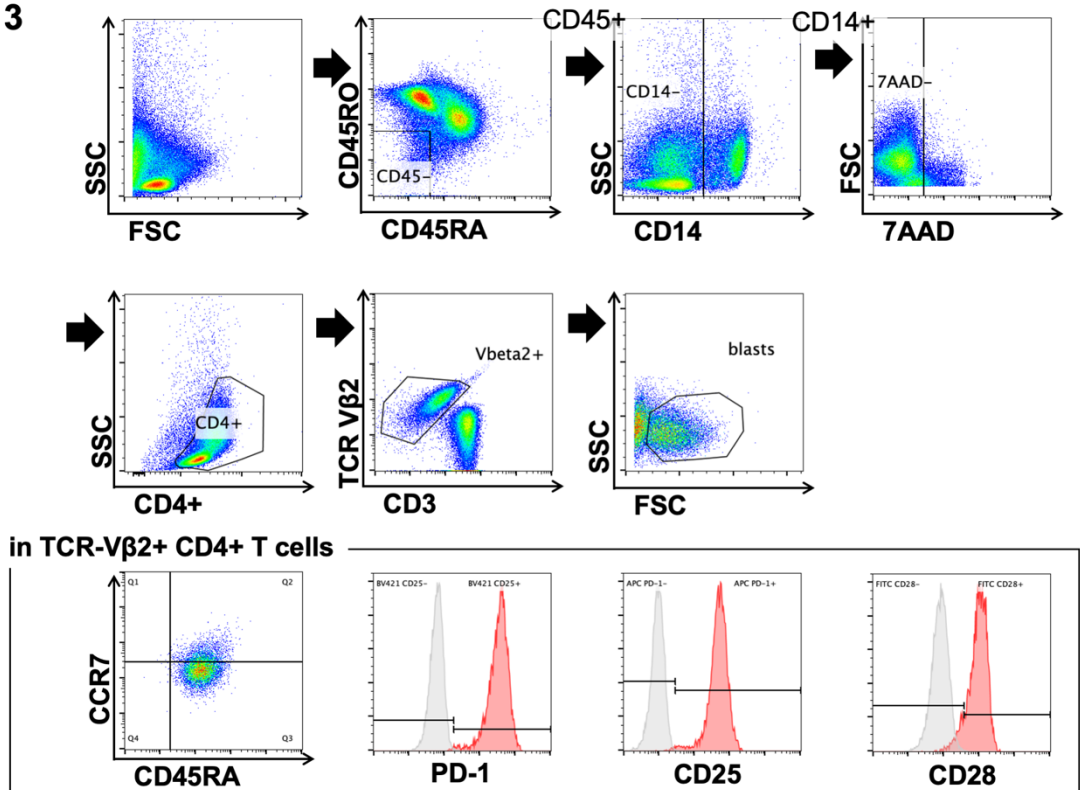 3
CD45+
CD14+
SSC
FSC
CD45RO
CD45-
CD45RA
SSC
CD14-
CD14
FSC
7AAD-
7AAD
SSC
CD4+
CD4+
TCR Vβ2
Vbeta2+
CD3
SSC
blasts
FSC
in TCR-Vβ2+ CD4+ T cells
CCR7
Q1
Q2
Q4
Q3
CD45RA
BV421 CD25-
BV421 CD25+
PD-1
APC PD-1-
APC PD-1+
CD25
FITC CD28-
FITC CD28+
CD28